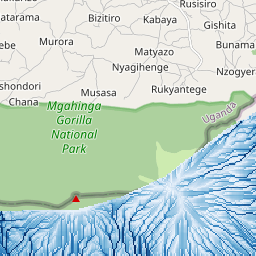 Rusisiro
atarama.
Bizitiro
Kabaya
Gishita
Murora
Matyazo
Bunama
Nyagihenge
Nzogyer
shondori
Musasa
Rukyantege
Chana
Mgahinga
Gorilla
National
Park
Uganda